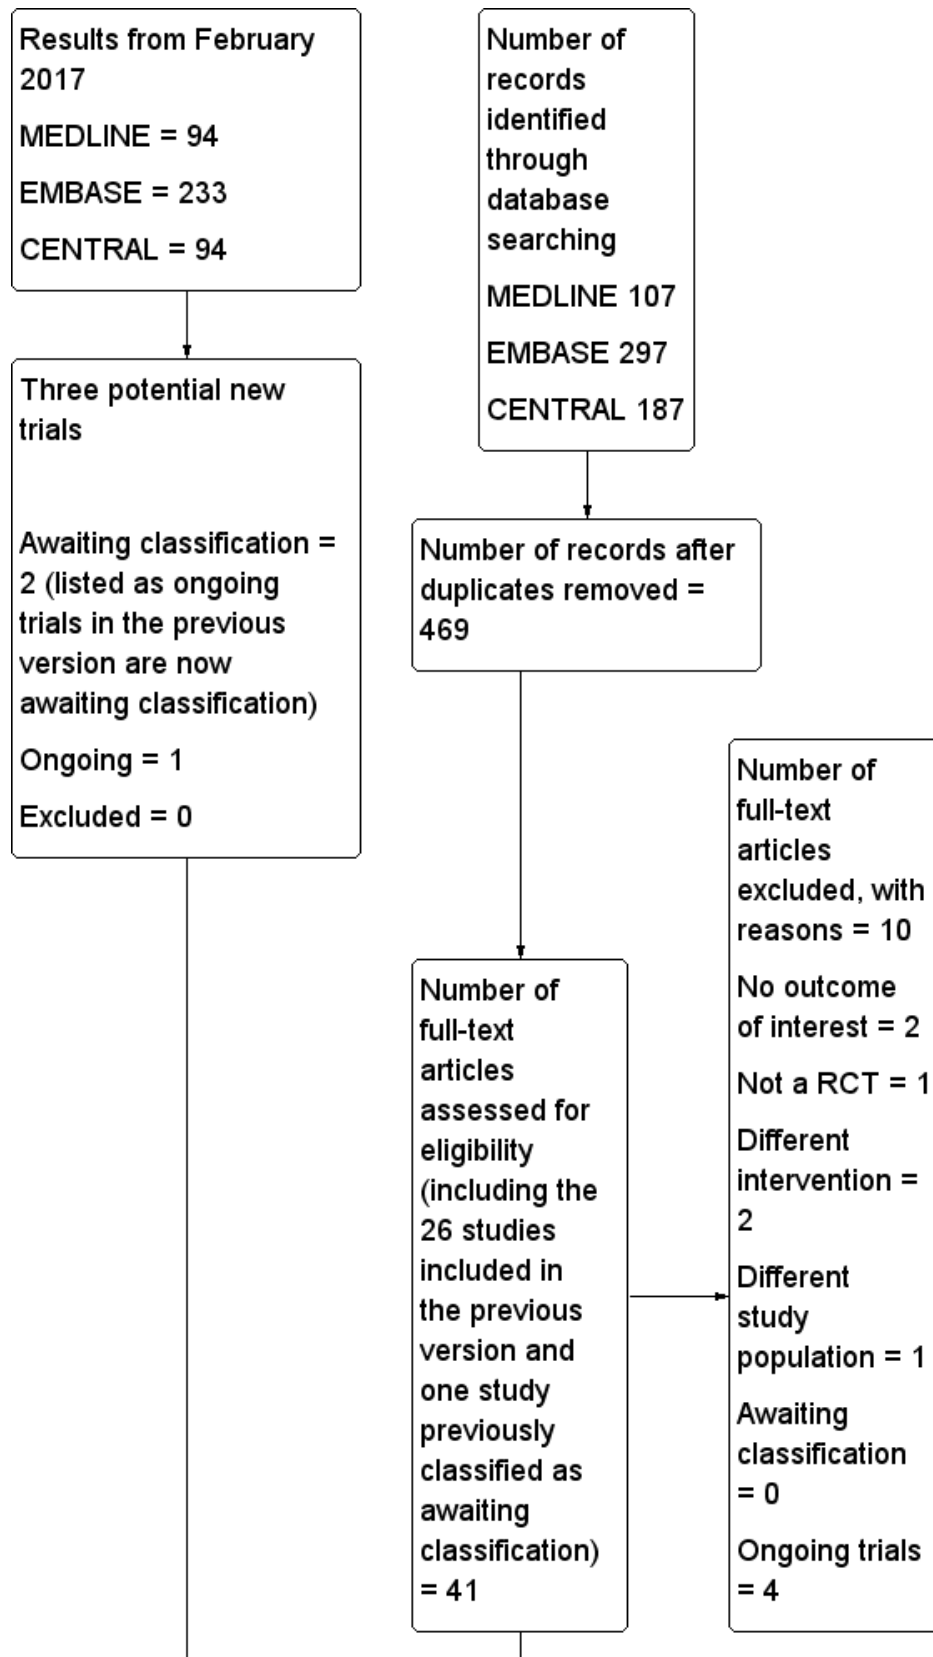 Results from February
2017
MEDLINE = 94
EMBASE = 233
CENTRAL = 94
Three potential new
trials
Awaiting classification =
2 (listed as ongoing
trials in the previous
version are now
awaiting classification)
Ongoing = 1
Excluded = 0
Number of
records
identified
through
database
searching
MEDLINE 107
EMBASE 297
CENTRAL 187
Number of records after
duplicates removed =
469
Number of
full-text
articles
assessed for
eligibility
(including the
26 studies
included in
the previous
version and
one study
previously
classified as
awaiting
classification)
= 41
Number of
full-text
articles
excluded, with
reasons = 10
No outcome
of interest = 2
Not a RCT = 1
Different
intervention =
2
Different
study
population = 1
Awaiting
classification
= 0
Ongoing trials
= 4